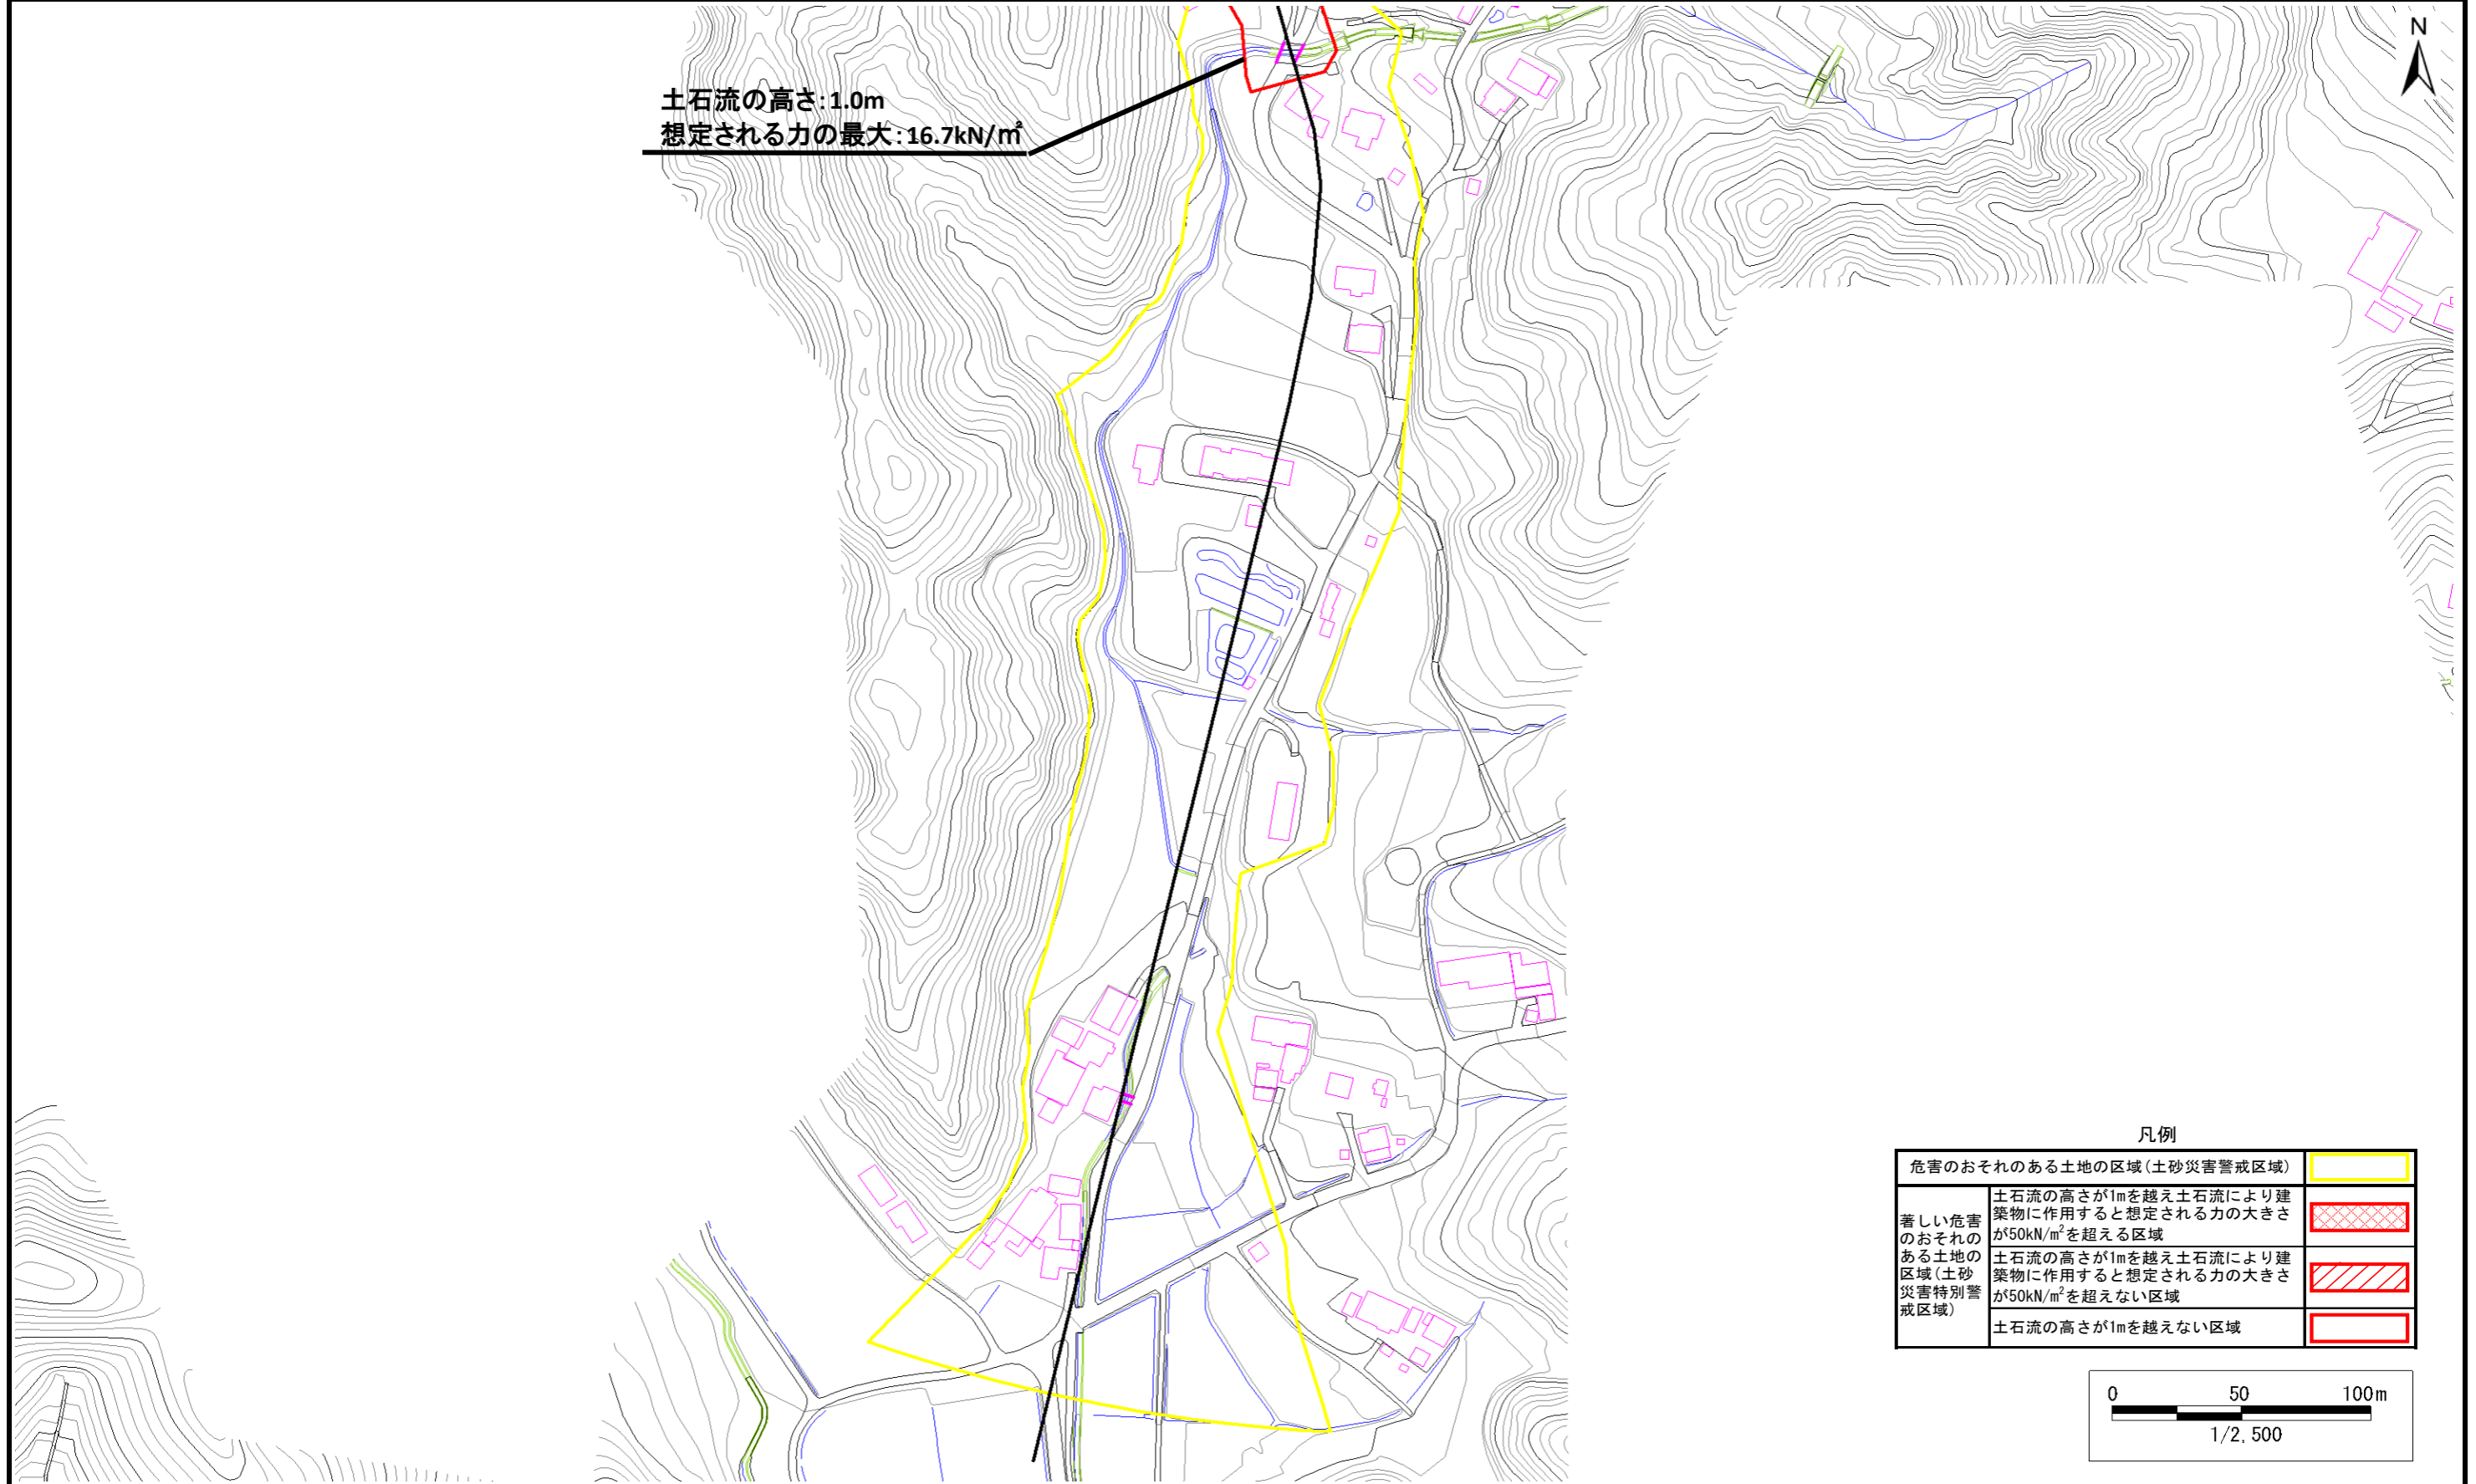 N
土石流の高さ:1.0m
想定される力の最大:16.7kN/㎡
凡例
危害のおそれのある土地の区域(土砂災害警戒区域)
著しい危害
のおそれの
ある土地の
区域(土砂
災害特別警
戒区域)
土石流の高さが1mを越え土石流により建
築物に作用すると想定される力の大きさ
が50kN/m²を超える区域
土石流の高さが1mを越え土石流により建
築物に作用すると想定される力の大きさ
が50kN/m²を超えない区域
土石流の高さが1mを越えない区域
0 50 100m
1/2,500